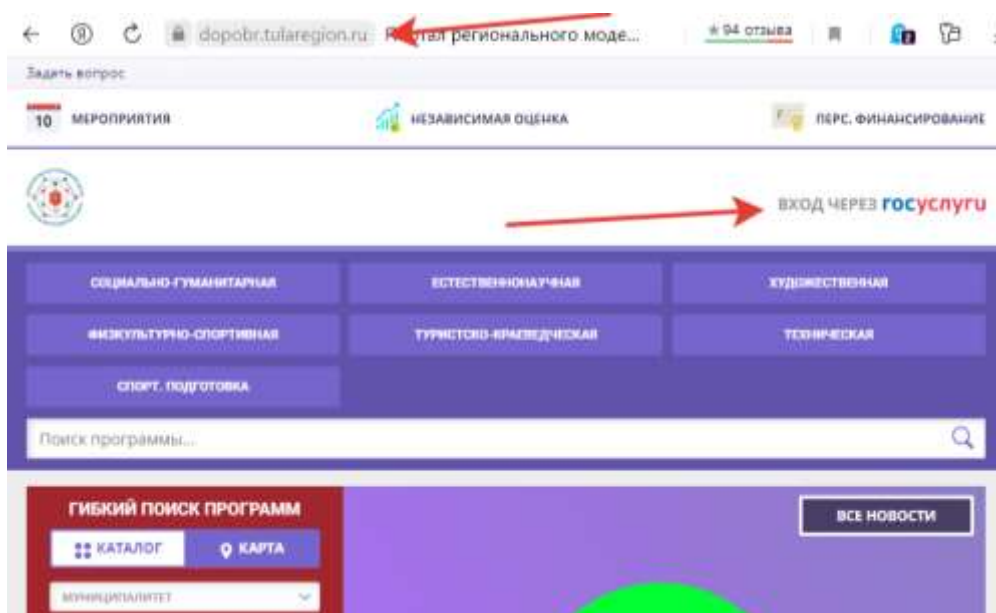 dopobr.tularegion.ru Портал регионального моде... ★ 94 отзыва
Задать вопрос
10 МЕРОПРИЯТИЯ НЕЗАВИСИМАЯ ОЦЕНКА ПЕРС. ФИНАНСИРОВАНИЕ
ВХОД ЧЕРЕЗ госуслуги
СОЦИАЛЬНО-ГУМАНИТАРНАЯ ЕСТЕСТВЕННОНАУЧНАЯ ХУДОЖЕСТВЕННАЯ
ФИЗКУЛЬТУРНО-СПОРТИВНАЯ ТУРИСТСКО-КРАЕВЕДЧЕСКАЯ ТЕХНИЧЕСКАЯ
СПОРТ. ПОДГОТОВКА
Поиск программы...
ГИБКИЙ ПОИСК ПРОГРАММ
ВСЕ НОВОСТИ
КАТАЛОГ КАРТА
МУНИЦИПАЛИТЕТ